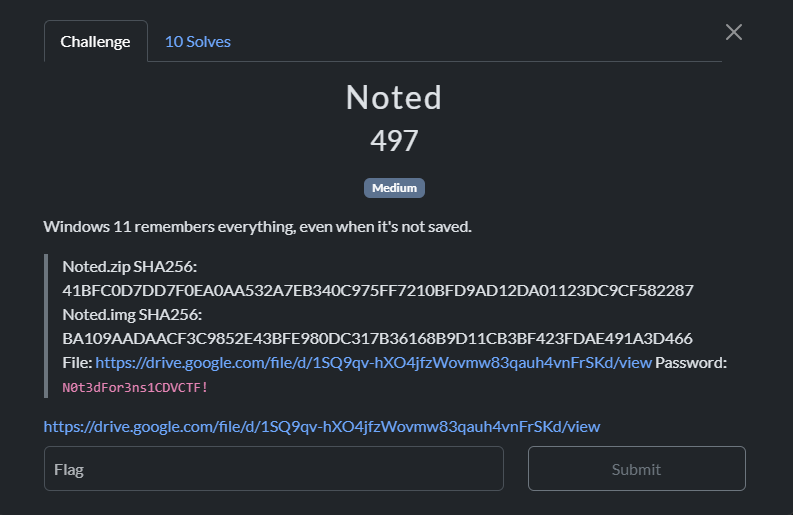 Challenge
10 Solves
Noted
497
Medium
Windows 11 remembers everything, even when it's not saved.
Noted.zip SHA256:
41BFC0D7DD7F0EA0AA532A7EB340C975FF7210BFD9AD12DA01123DC9CF582287
Noted.img SHA256:
BA109AADAACF3C9852E43BFE980DC317B36168B9D11CB3BF423FDAE491A3D466
File: https://drive.google.com/file/d/1SQ9qv-hXO4jfzWovmw83qauh4vnFrSKd/view Password:
N0t3dFor3ns1CDVCTF!
https://drive.google.com/file/d/1SQ9qv-hXO4jfzWovmw83qauh4vnFrSKd/view
Flag
Submit